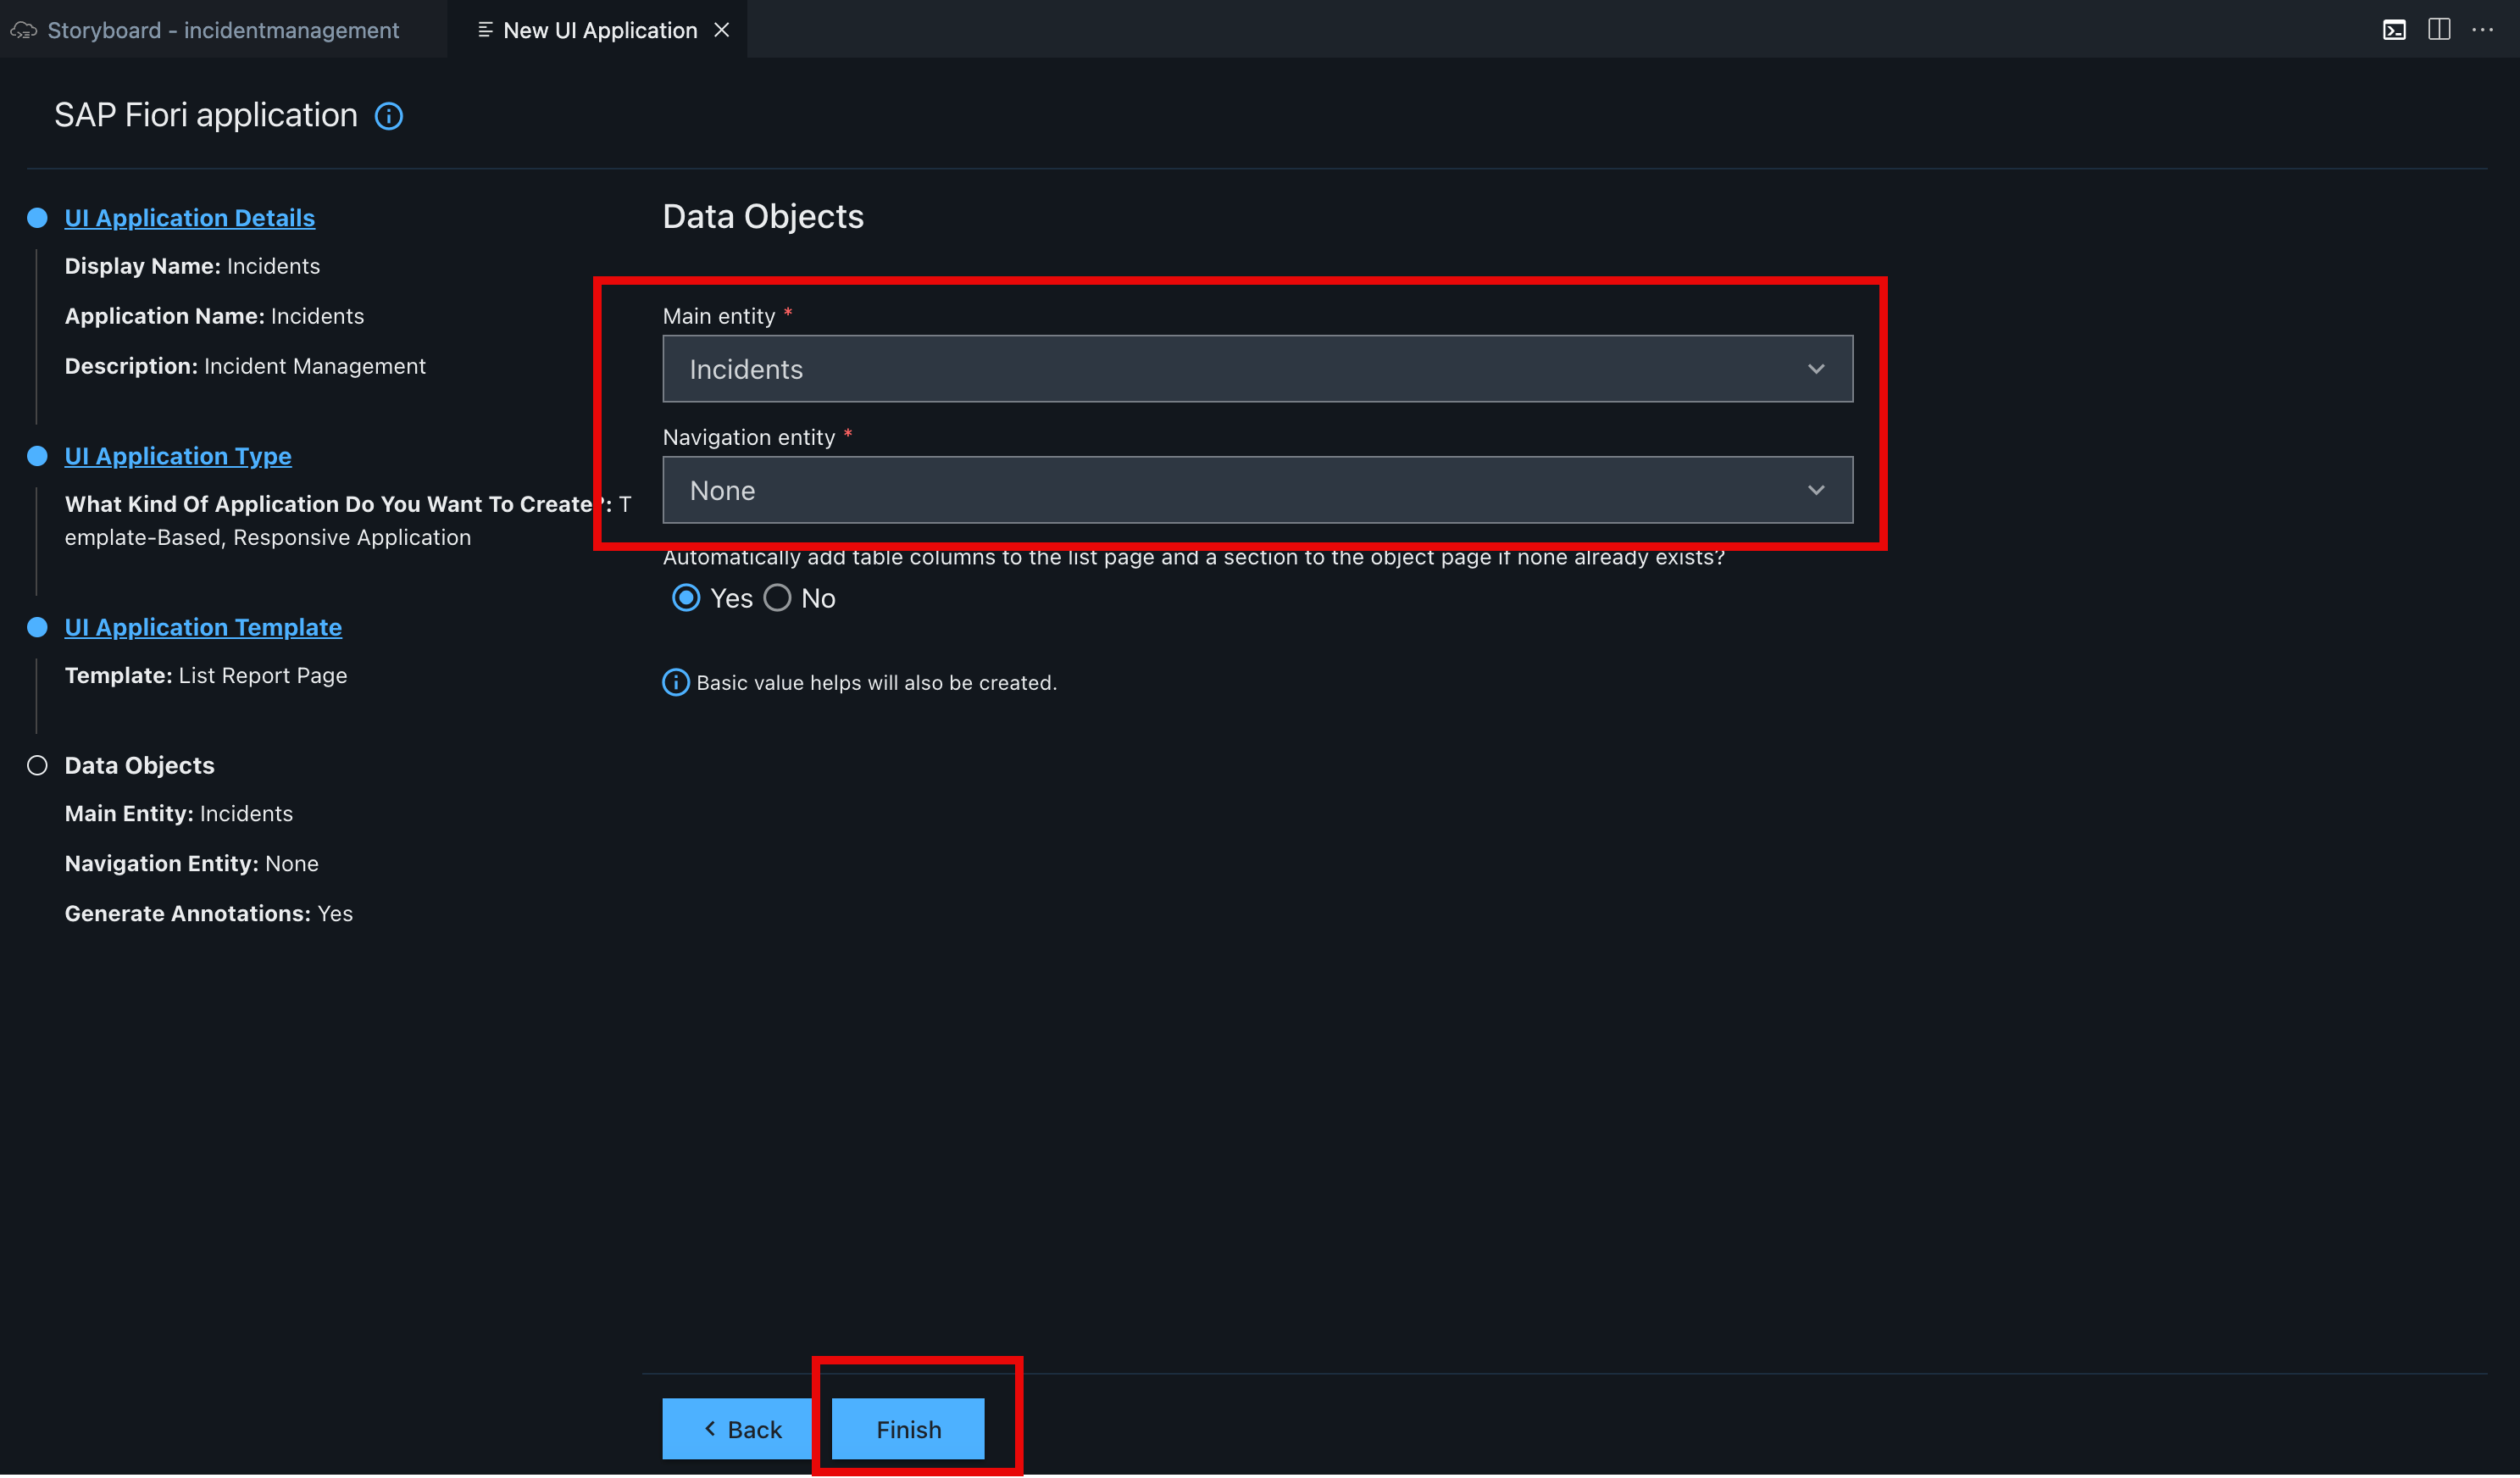 Storyboard - incidentmanagement
New UI Application
SAP Fiori application
UI Application Details
Display Name: Incidents
Application Name: Incidents
Description: Incident Management
UI Application Type
What Kind Of Application Do You Want To Create?: T
emplate-Based, Responsive Application
UI Application Template
Template: List Report Page
Data Objects
Main Entity: Incidents
Navigation Entity: None
Generate Annotations: Yes
Data Objects
Main entity *
Incidents
Navigation entity *
None
Automatically add table columns to the list page and a section to the object page if none already exists?
Yes No
Basic value helps will also be created.
Back Finish